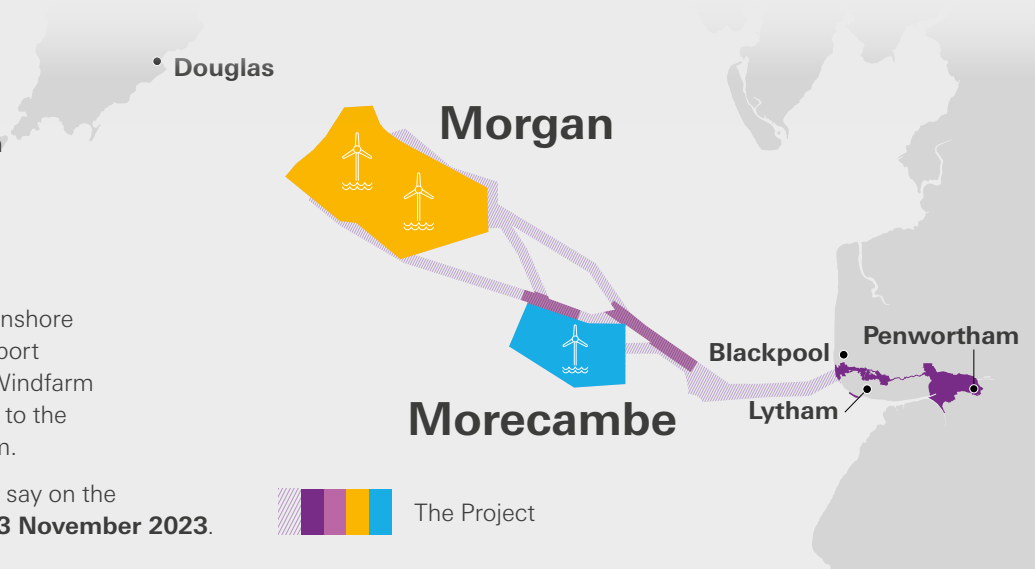 Douglas
Morgan
nshore
port
Windfarm
to the
Blackpool
Penwortham
Lytham
Morecambe
say on the
3 November 2023.
The Project